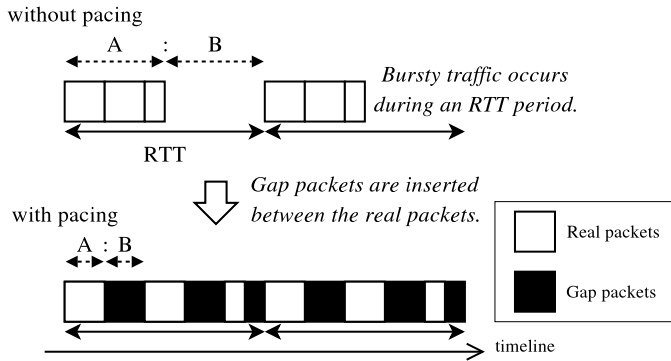 without pacing
A : B
Bursty traffic occurs
during an RTT period.
RTT
Gap packets are inserted
between the real packets.
with pacing
A : B
Real packets
Gap packets
timeline